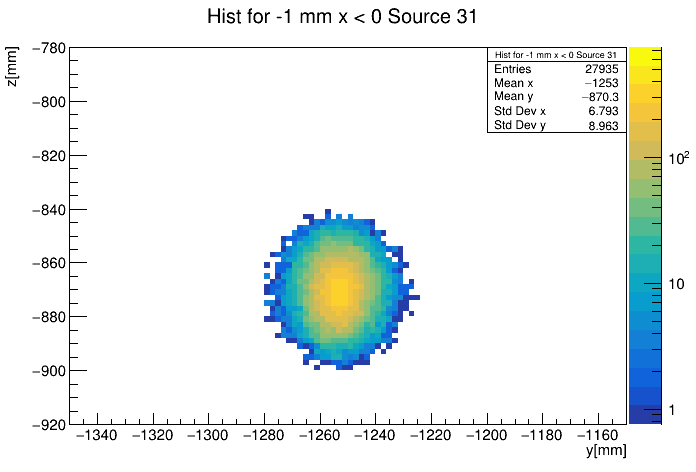 Hist for -1 mm x < 0 Source 31
z[mm]
−780
−800
−820
−840
−860
−880
−900
−920
Hist for -1 mm x < 0 Source 31
Entries 27935
Mean x −1253
Mean y −870.3
Std Dev x 6.793
Std Dev y 8.963
10²
10
1
−1340 −1320 −1300 −1280 −1260 −1240 −1220 −1200 −1180 −1160
y[mm]